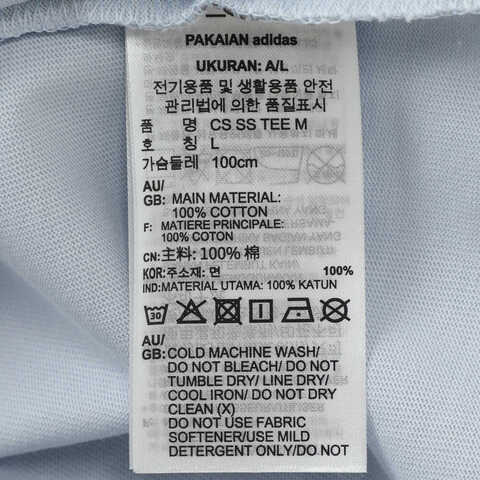 PAKAIAN adidas
UKURAN: A/L
전기용품 및 생활용품 안전
관리법에 의한 품질표시
품 명 CS SS TEE M
호 칭 L
가슴둘레 100cm
AU/
GB: MAIN MATERIAL:
100% COTTON
F: MATIERE PRINCIPALE:
100% COTON
CN: 主料: 100% 棉
KOR: 주소재: 면 100%
IND: MATERIAL UTAMA: 100% KATUN
30
AU/
GB: COLD MACHINE WASH/
DO NOT BLEACH/ DO NOT
TUMBLE DRY/ LINE DRY/
COOL IRON/ DO NOT DRY
CLEAN (X)
DO NOT USE FABRIC
SOFTENER/USE MILD
DETERGENT ONLY/DO NOT